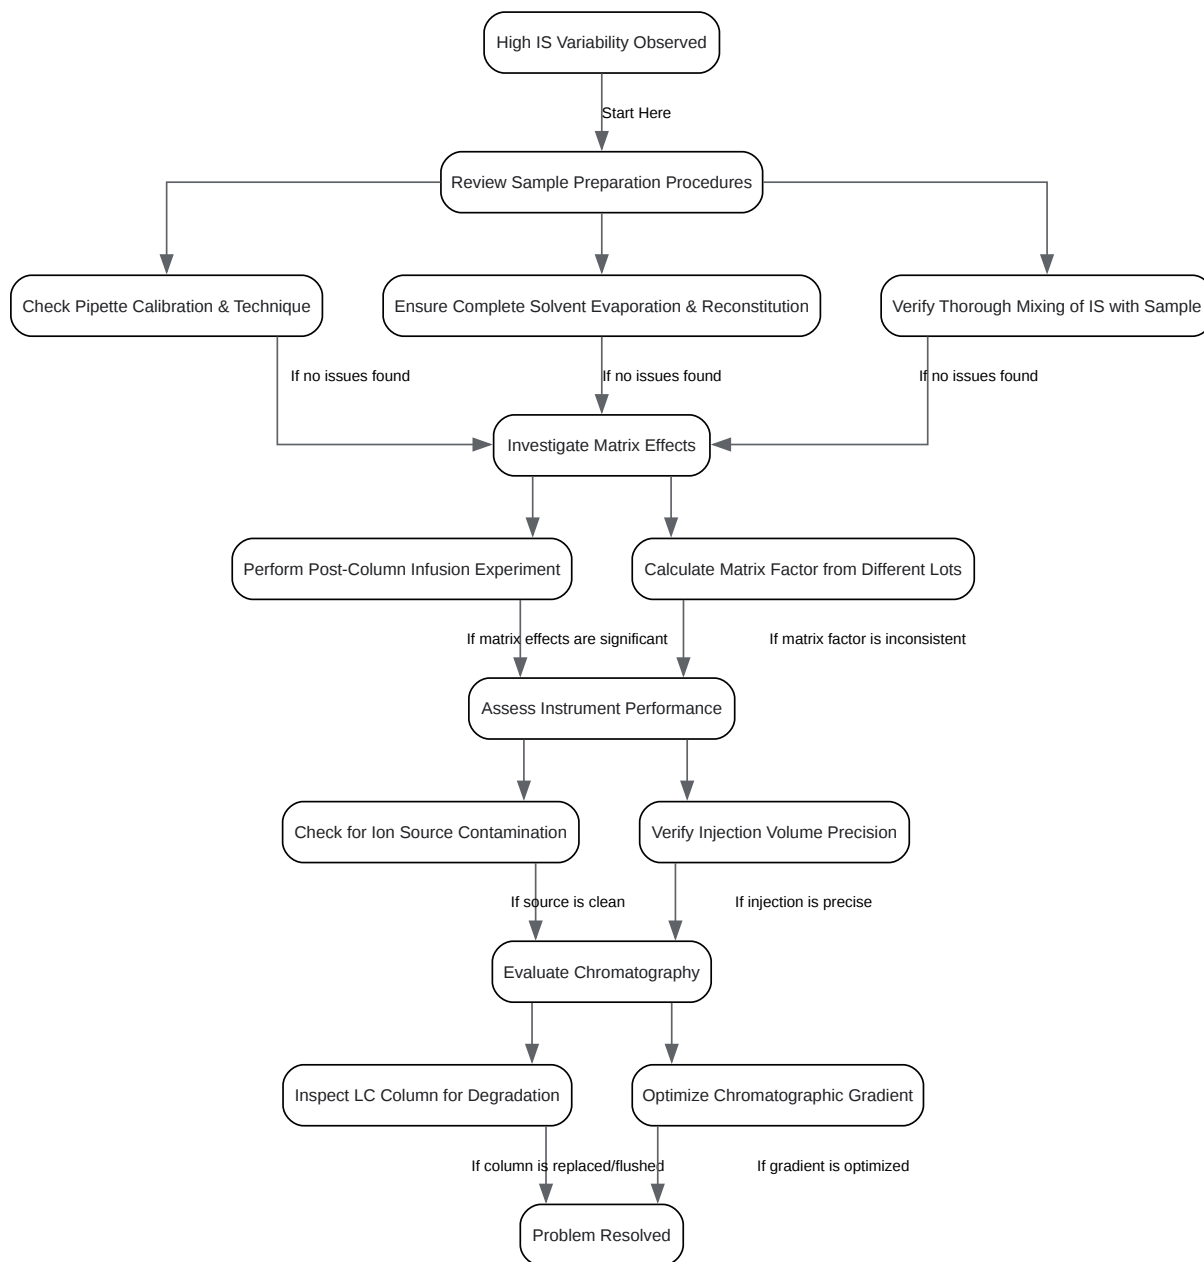 High IS Variability Observed
Start Here
Review Sample Preparation Procedures
Check Pipette Calibration & Technique
Ensure Complete Solvent Evaporation & Reconstitution
Verify Thorough Mixing of IS with Sample
If no issues found
If no issues found
If no issues found
Investigate Matrix Effects
Perform Post-Column Infusion Experiment
Calculate Matrix Factor from Different Lots
If matrix effects are significant
If matrix factor is inconsistent
Assess Instrument Performance
Check for Ion Source Contamination
Verify Injection Volume Precision
If source is clean
If injection is precise
Evaluate Chromatography
Inspect LC Column for Degradation
Optimize Chromatographic Gradient
If column is replaced/flushed
If gradient is optimized
Problem Resolved